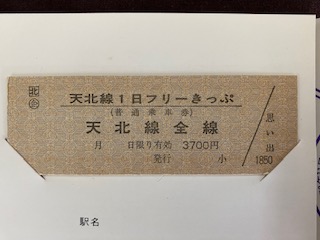 北
天北線1日フリーきっぷ
(普通乗車券)
天北線全線
月 日限り有効 3700円
発行 小
思い出
1850
駅名